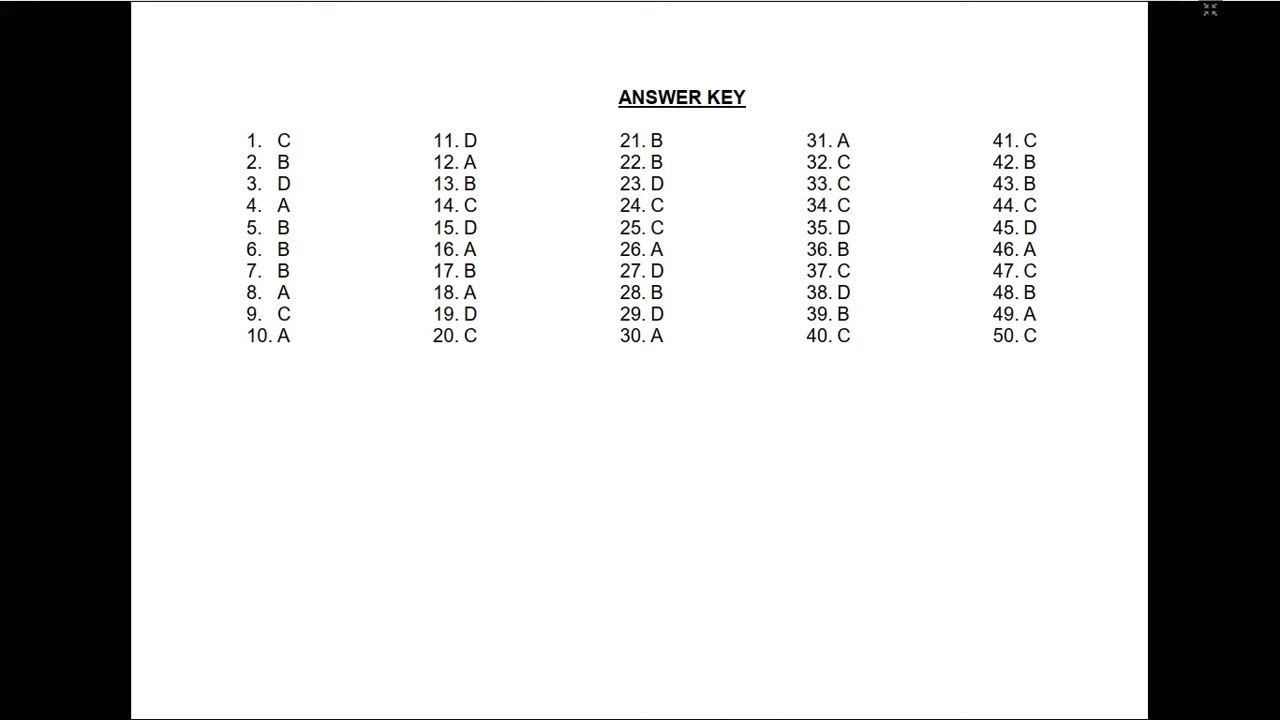 ANSWER KEY
1. C
2. B
3. D
4. A
5. B
6. B
7. B
8. A
9. C
10. A
11. D
12. A
13. B
14. C
15. D
16. A
17. B
18. A
19. D
20. C
21. B
22. B
23. D
24. C
25. C
26. A
27. D
28. B
29. D
30. A
31. A
32. C
33. C
34. C
35. D
36. B
37. C
38. D
39. B
40. C
41. C
42. B
43. B
44. C
45. D
46. A
47. C
48. B
49. A
50. C